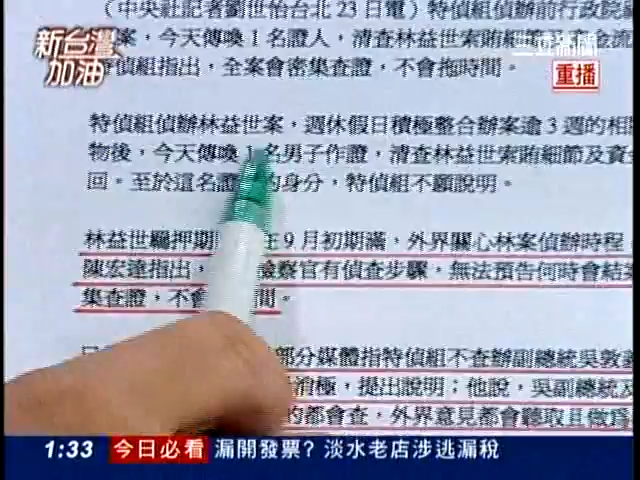 （中央社記者劉世怡台北23日電）特偵組偵辦前行政院
新台灣加油
案，今天傳喚1名證人，清查林益世索賄細
三立新聞
金流
偵組指出，全案會密集查證，不會拖時間。
重播
特偵組偵辦林益世案，週休假日積極整合辦案逾3週的相
物後，今天傳喚1名男子作證，清查林益世索賄細節及資
回。至於這名證
的身分，特偵組不願說明。
林益世羈押期
9月初期滿，外界關心林案偵辦時程
陳宏達指出，
檢察官有偵查步驟，無法預告何時會結
集查證，不會
間。
部分媒體指特偵組不查辦副總統吳敦
消極，提出說明；他說，吳副總統
的都會查，外界意見都會聽取且做為
1:33 今日必看 漏開發票? 淡水老店涉逃漏稅